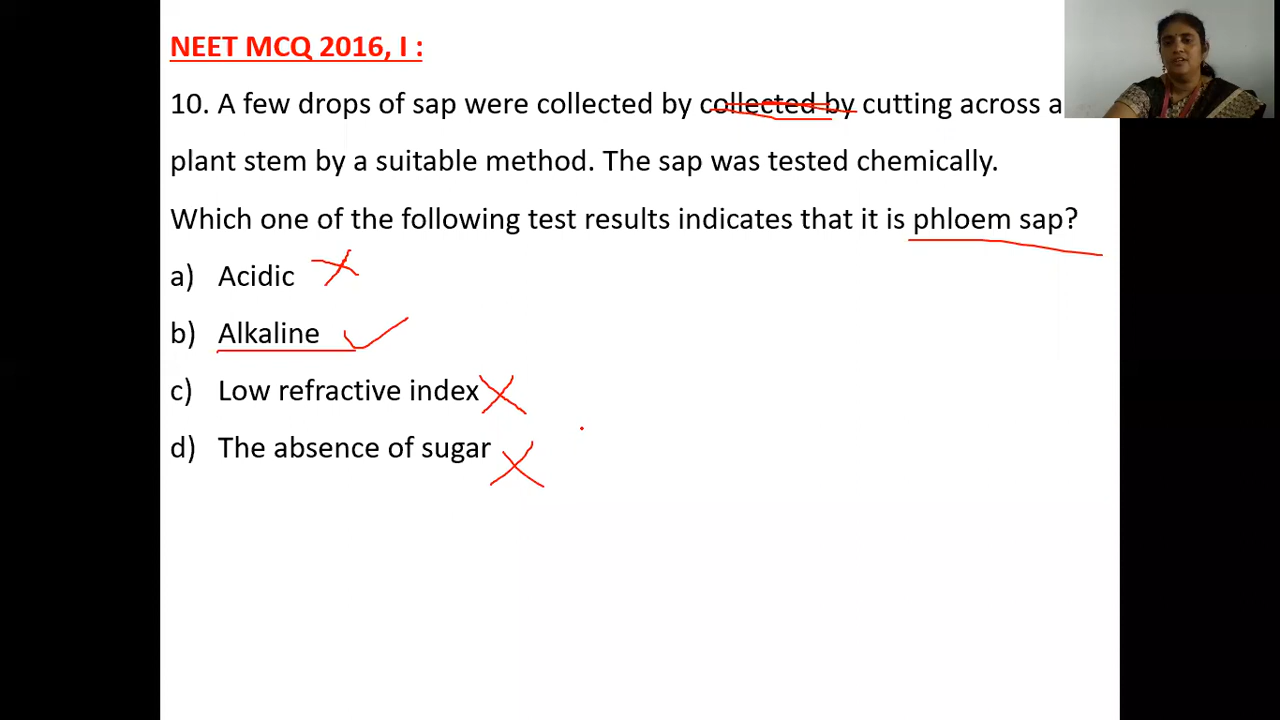 NEET MCQ 2016, I :
10. A few drops of sap were collected by collected by cutting across a
plant stem by a suitable method. The sap was tested chemically.
Which one of the following test results indicates that it is phloem sap?
a) Acidic
b) Alkaline
c) Low refractive index
d) The absence of sugar